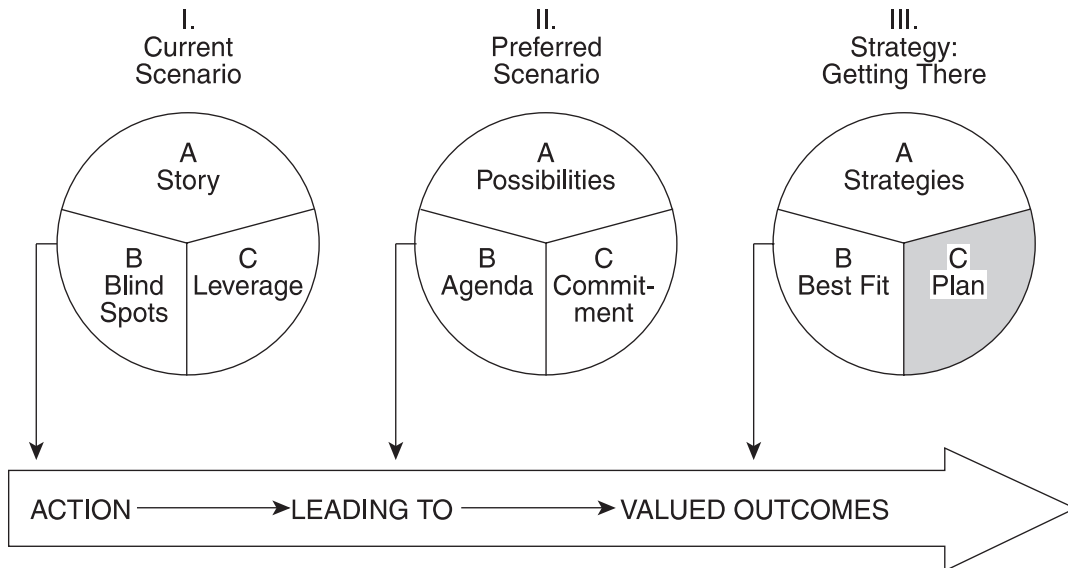 I.
Current
Scenario
A
Story
B
Blind
Spots
C
Leverage
II.
Preferred
Scenario
A
Possibilities
B
Agenda
C
Commit-
ment
III.
Strategy:
Getting There
A
Strategies
B
Best Fit
C
Plan
ACTION LEADING TO VALUED OUTCOMES